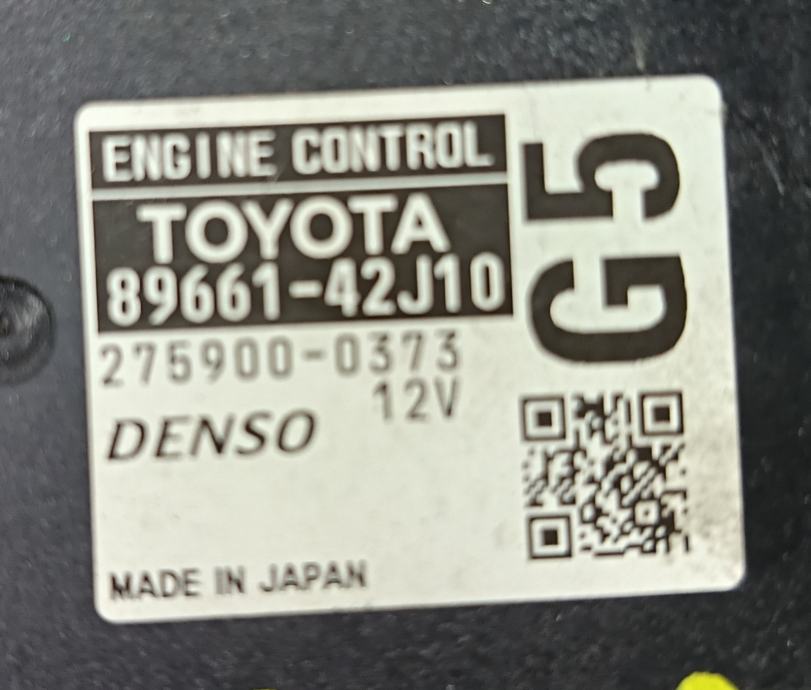 ENGINE CONTROL
TOYOTA
89661-42J10
275900-0373
12V
DENSO
MADE IN JAPAN
G5